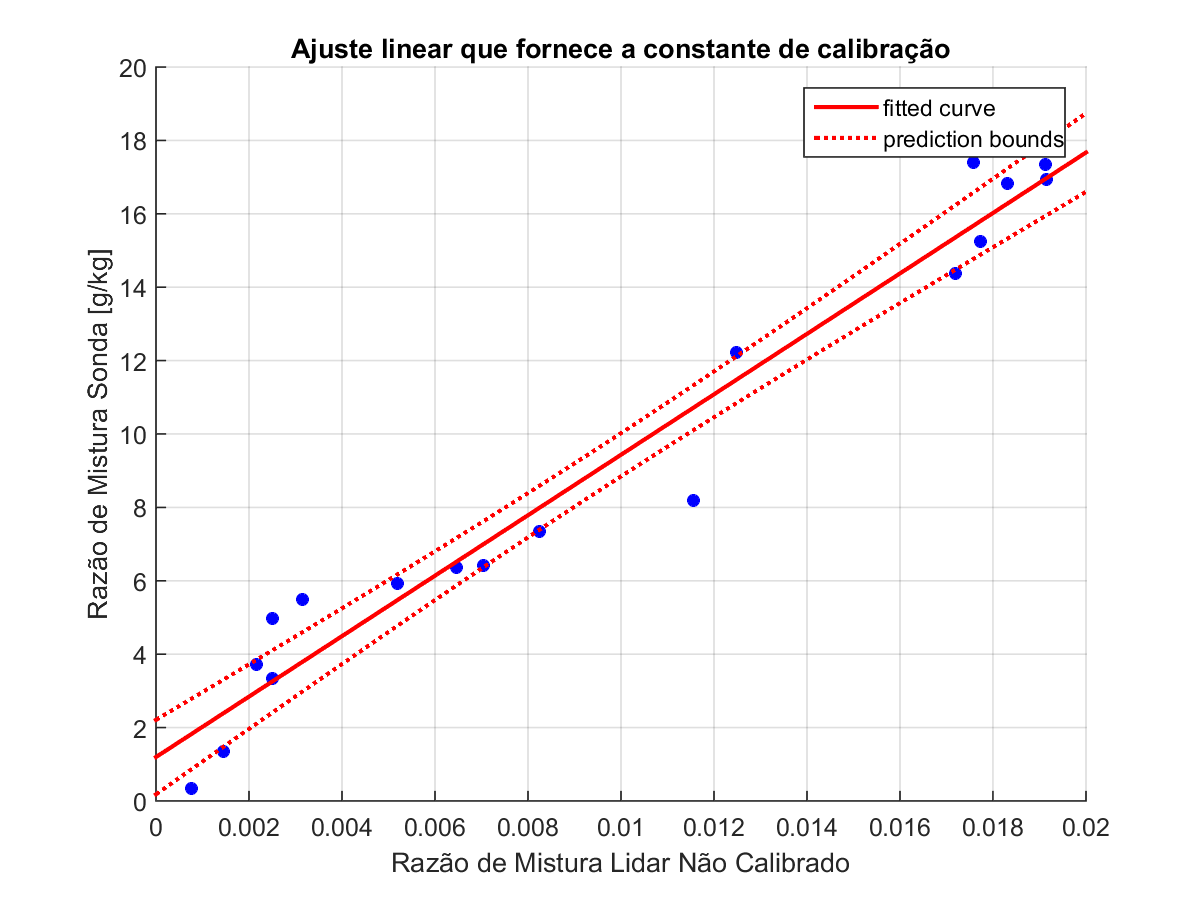 Ajuste linear que fornece a constante de calibração
fitted curve
prediction bounds
20
18
16
14
12
10
8
6
4
2
0
Razão de Mistura Sonda [g/kg]
0 0.002 0.004 0.006 0.008 0.01 0.012 0.014 0.016 0.018 0.02
Razão de Mistura Lidar Não Calibrado